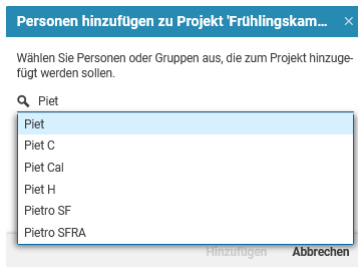 Personen hinzufügen zu Projekt 'Frühlingskam... ×
Wählen Sie Personen oder Gruppen aus, die zum Projekt hinzuge-
fügt werden sollen.
Piet
Piet
Piet C
Piet Cal
Piet H
Pietro SF
Pietro SFRA
Hinzufügen Abbrechen